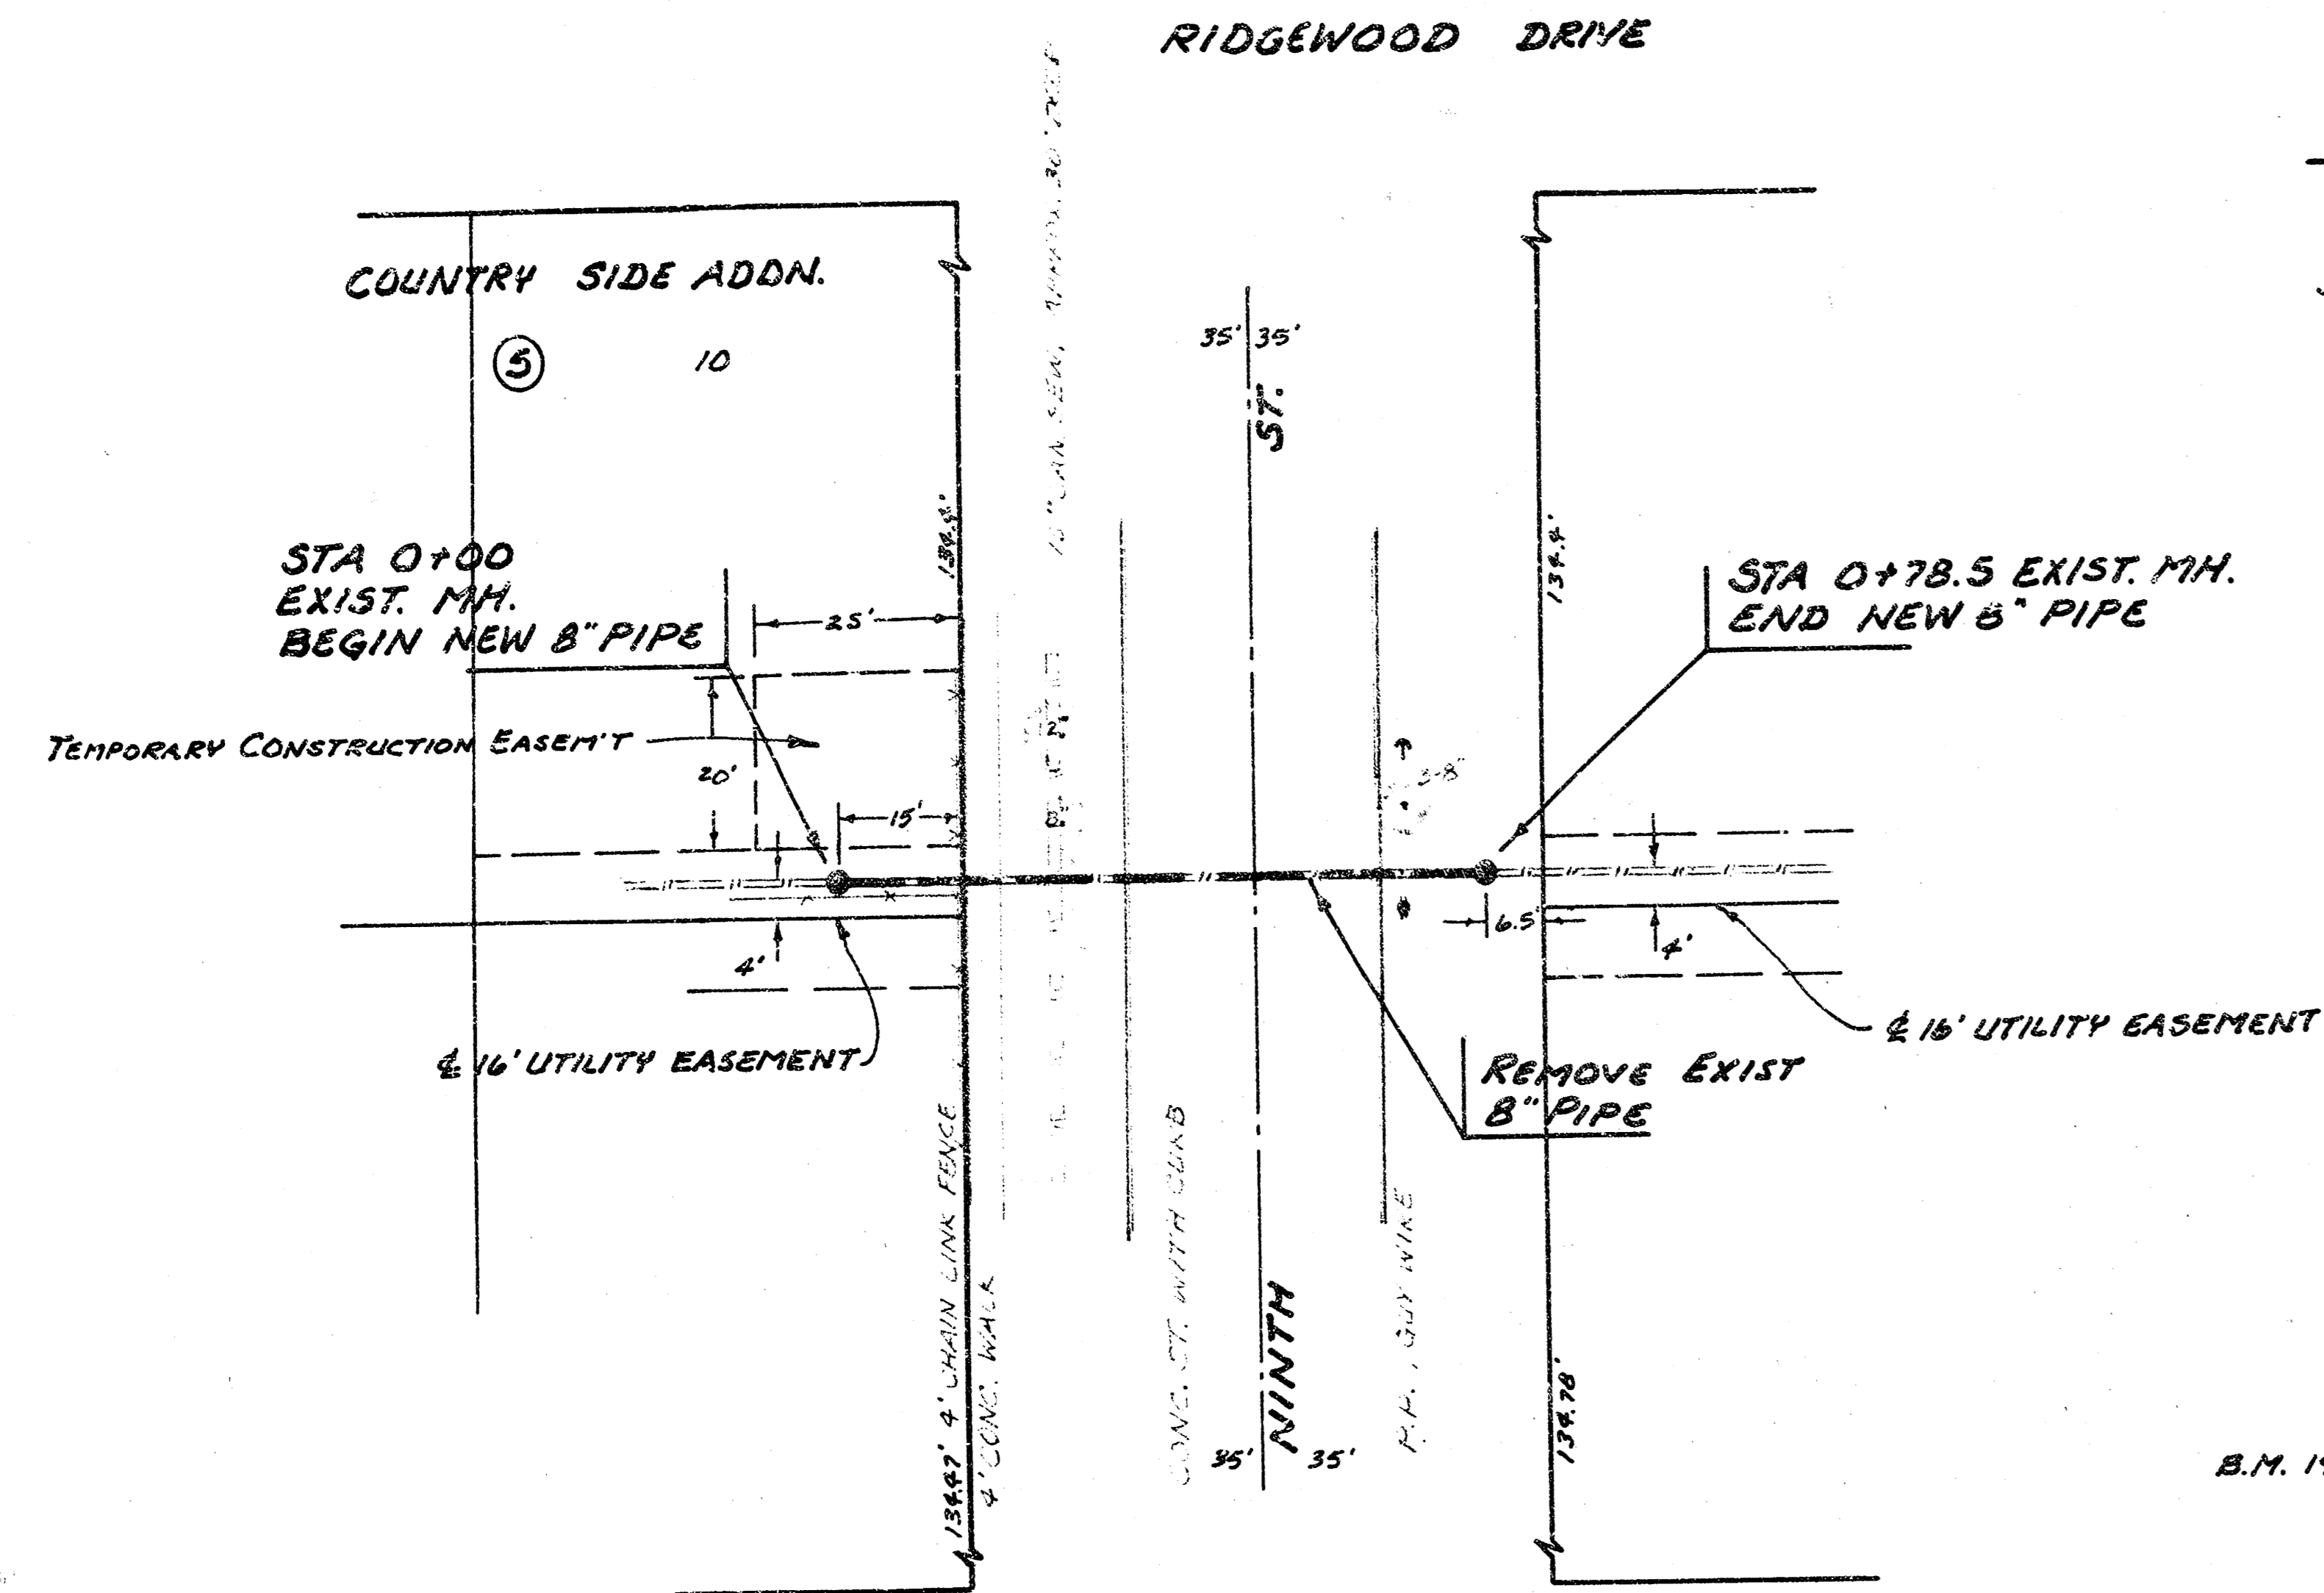 RIDGEWOOD DRIVE
COUNTRY SIDE ADDN.
5 10
35' 35'
ST.
134.4'
134.4'
STA 0+00
EXIST. MH.
BEGIN NEW 8" PIPE
25'
STA 0+78.5 EXIST. MH.
END NEW 8" PIPE
TEMPORARY CONSTRUCTION EASEM'T
20'
15'
3-8"
6.5'
4'
4'
℄ 16' UTILITY EASEMENT
℄ 16' UTILITY EASEMENT
REMOVE EXIST
8" PIPE
4' CHAIN LINK FENCE
134.47'
4' CONC. WALK
CONC. ST. WITH CURB
NINTH
35' 35'
P.P., GUY WIRE
134.78'
B.M.